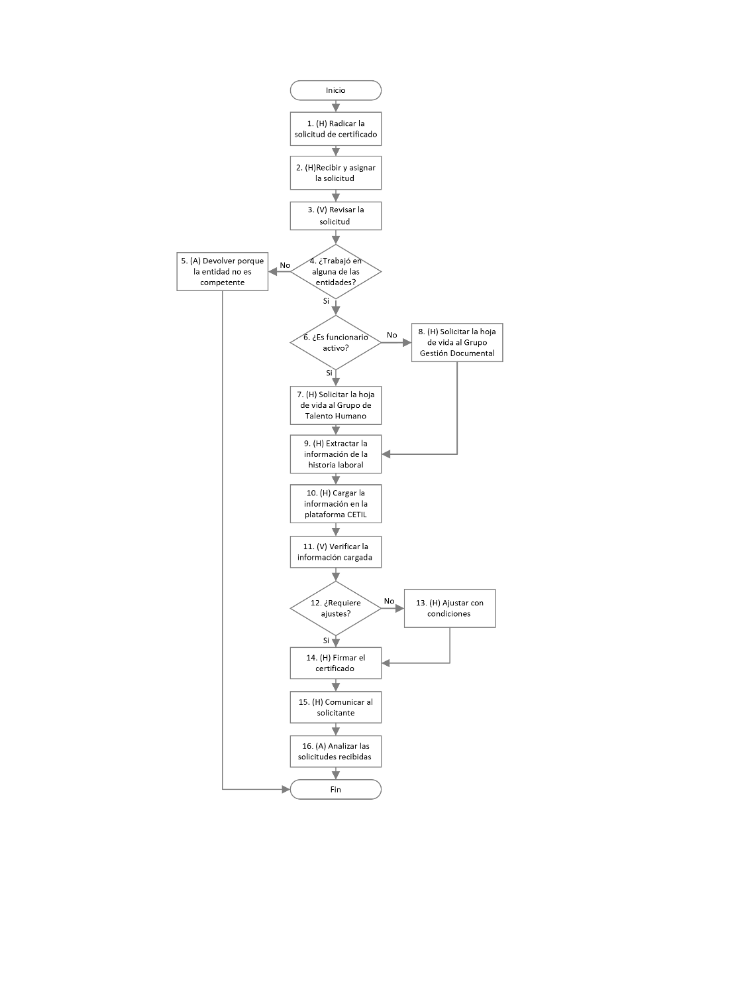 Inicio
1. (H) Radicar la
solicitud de certificado
2. (H)Recibir y asignar
la solicitud
3. (V) Revisar la
solicitud
4. ¿Trabajó en
alguna de las
entidades?
No
5. (A) Devolver porque
la entidad no es
competente
Si
6. ¿Es funcionario
activo?
No
8. (H) Solicitar la hoja
de vida al Grupo
Gestión Documental
Si
7. (H) Solicitar la hoja
de vida al Grupo de
Talento Humano
9. (H) Extractar la
información de la
historia laboral
10. (H) Cargar la
información en la
plataforma CETIL
11. (V) Verificar la
información cargada
12. ¿Requiere
ajustes?
No
13. (H) Ajustar con
condiciones
Si
14. (H) Firmar el
certificado
15. (H) Comunicar al
solicitante
16. (A) Analizar las
solicitudes recibidas
Fin